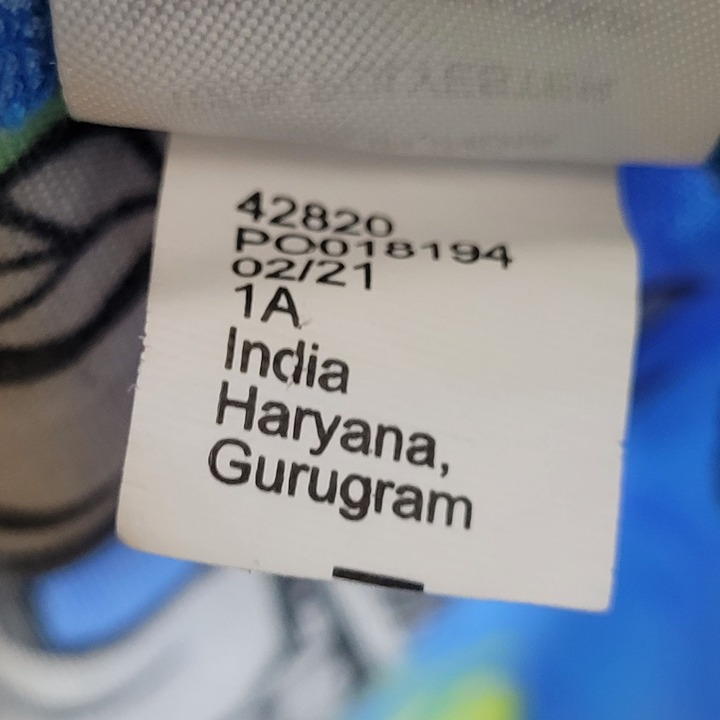 42820
PO018194
02/21
1A
India
Haryana,
Gurugram